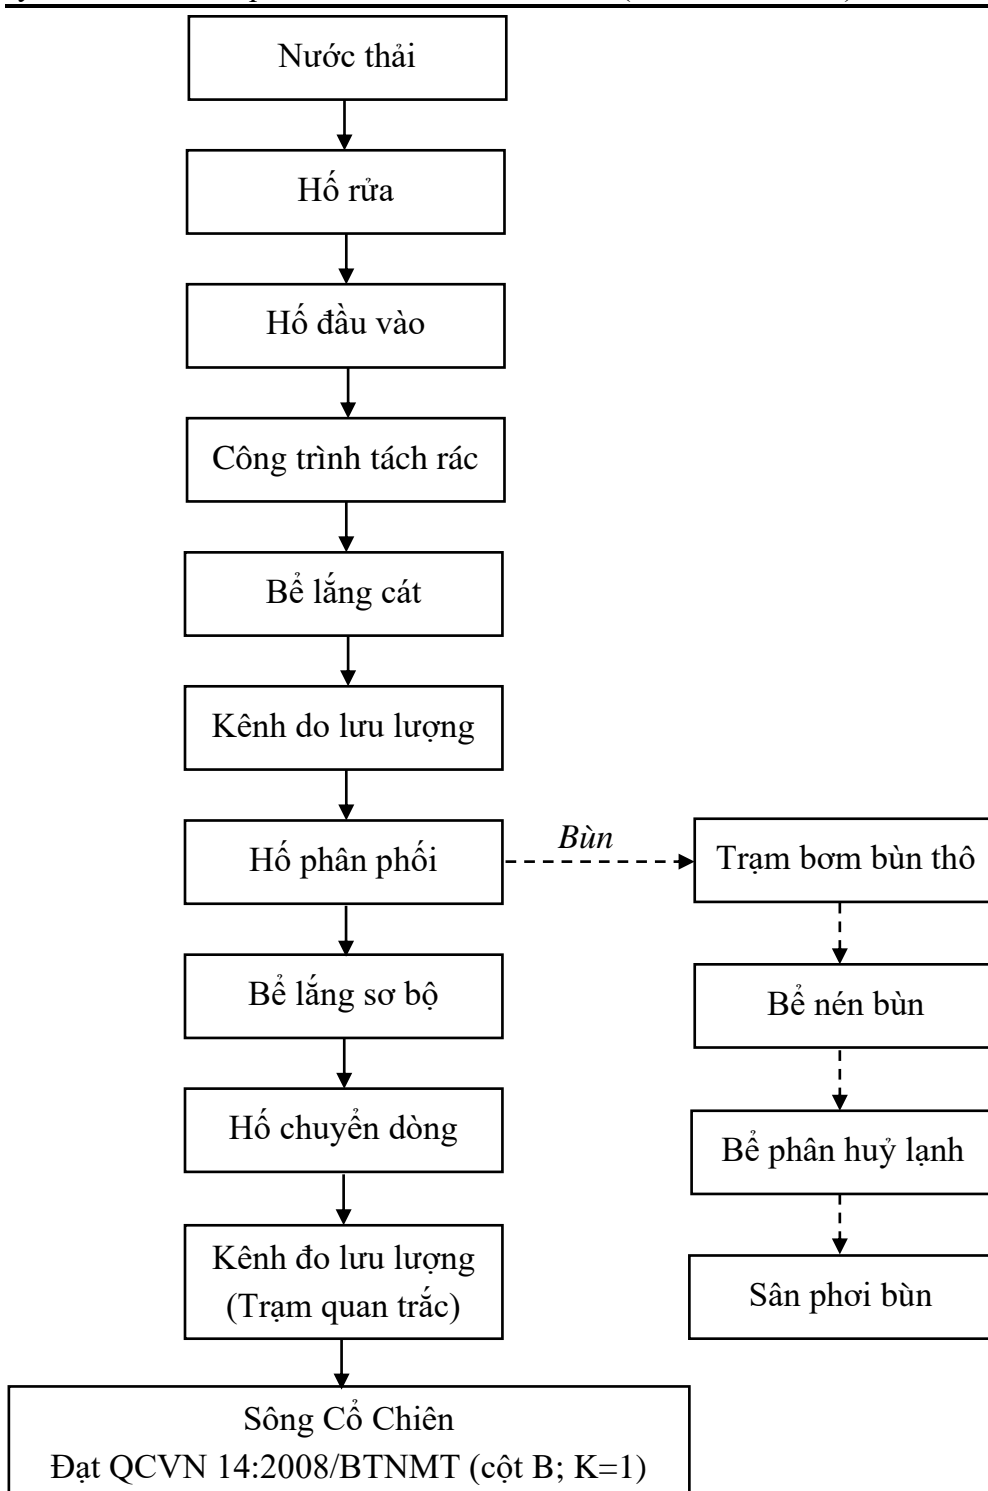 Nước thải
Hố rửa
Hố đầu vào
Công trình tách rác
Bể lắng cát
Kênh do lưu lượng
Hố phân phối
Bùn
Trạm bơm bùn thô
Bể lắng sơ bộ
Bể nén bùn
Hố chuyển dòng
Bể phân huỷ lạnh
Kênh đo lưu lượng
(Trạm quan trắc)
Sân phơi bùn
Sông Cổ Chiên
Đạt QCVN 14:2008/BTNMT (cột B; K=1)